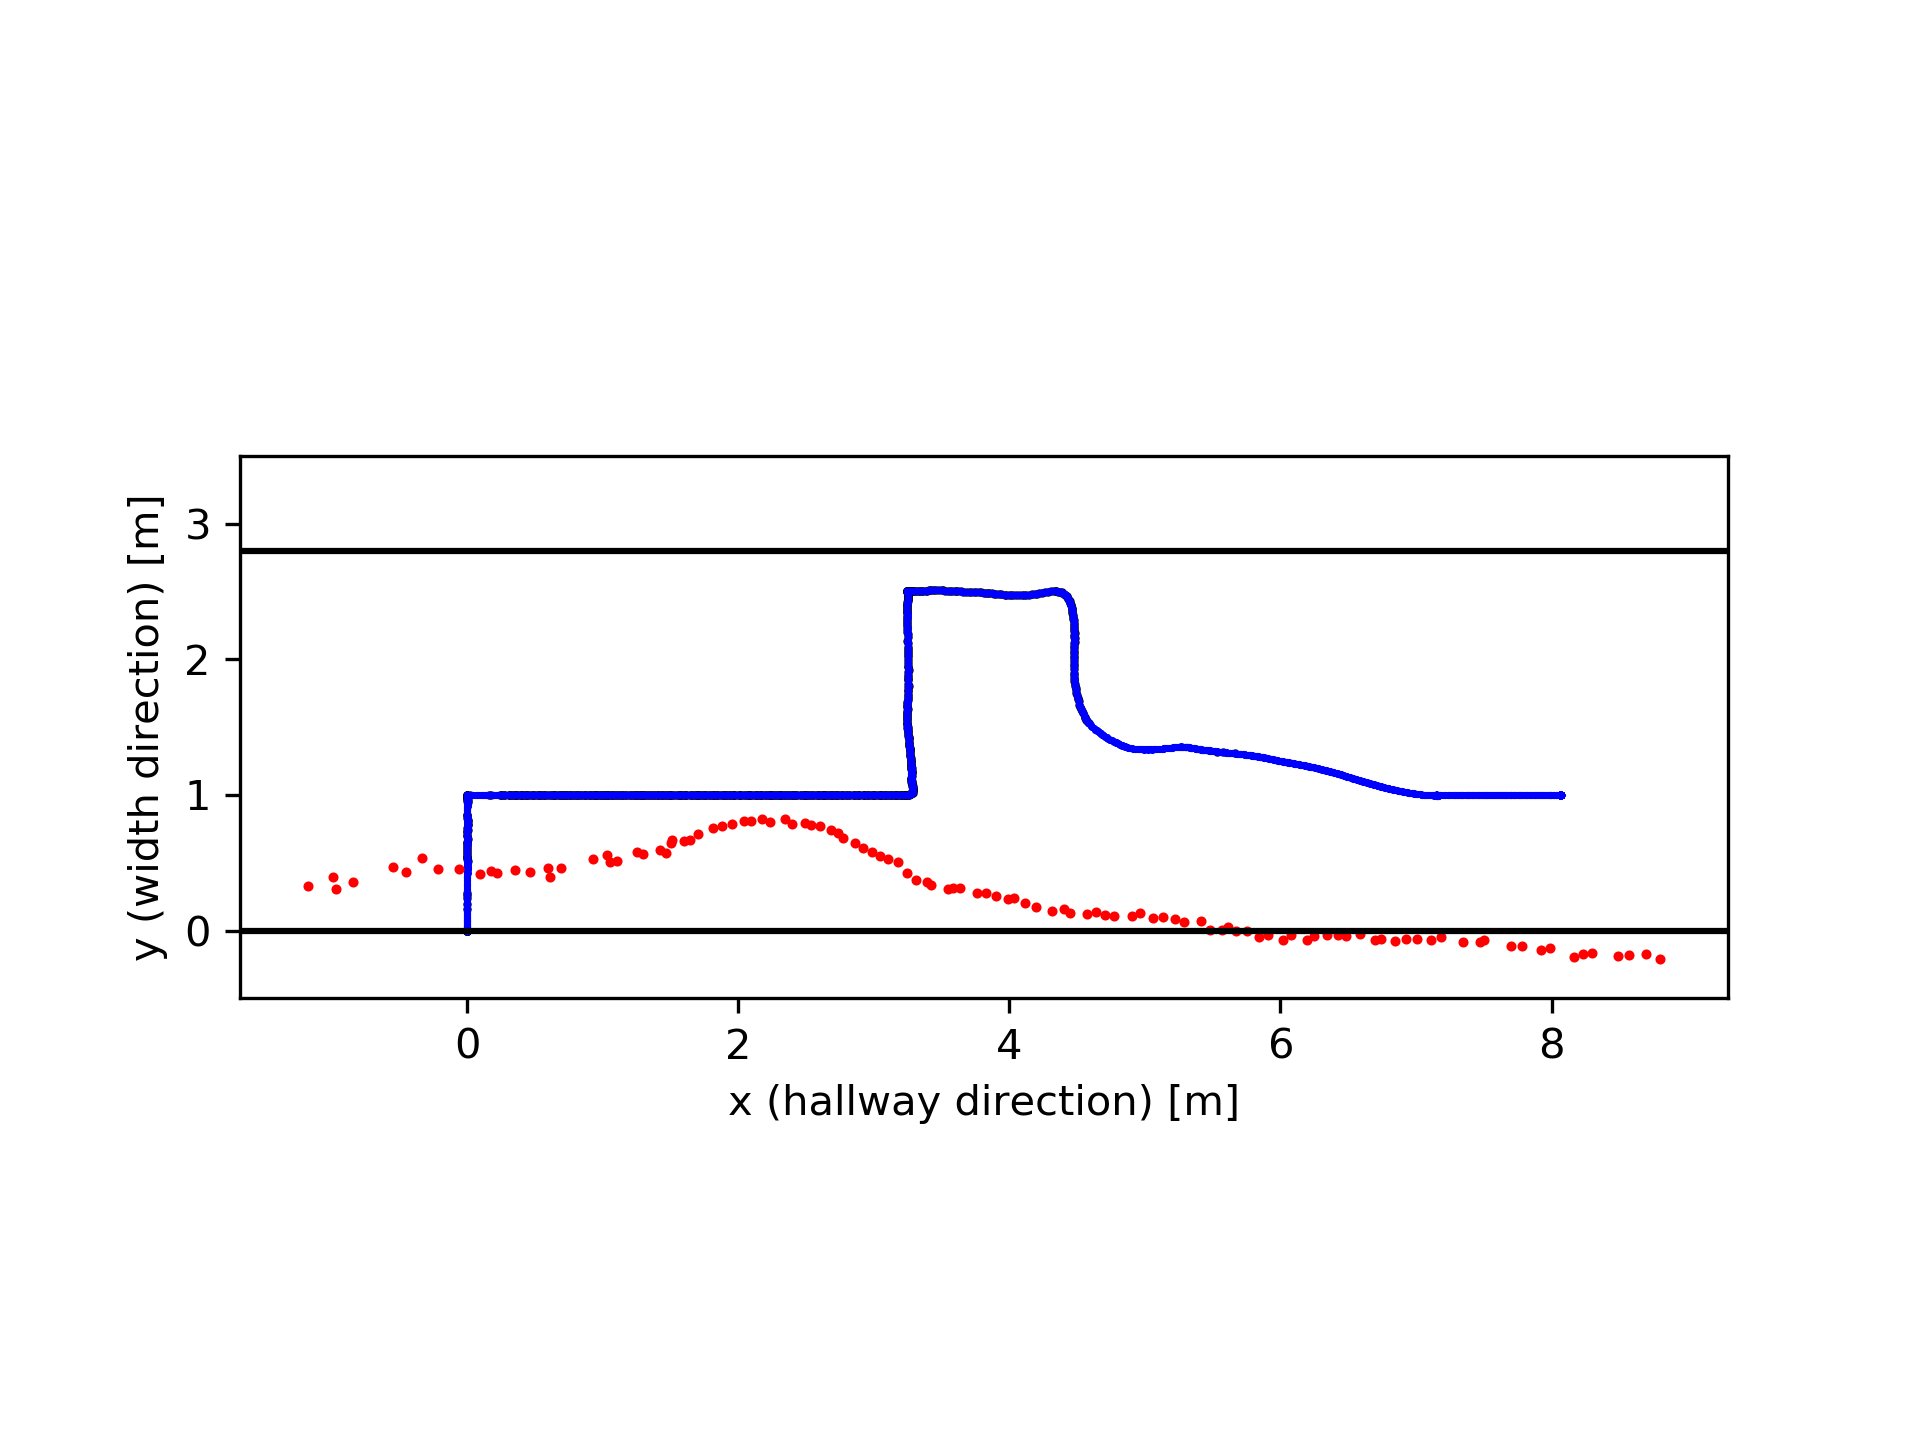 3
2
1
0
y (width direction) [m]
0 2 4 6 8
x (hallway direction) [m]